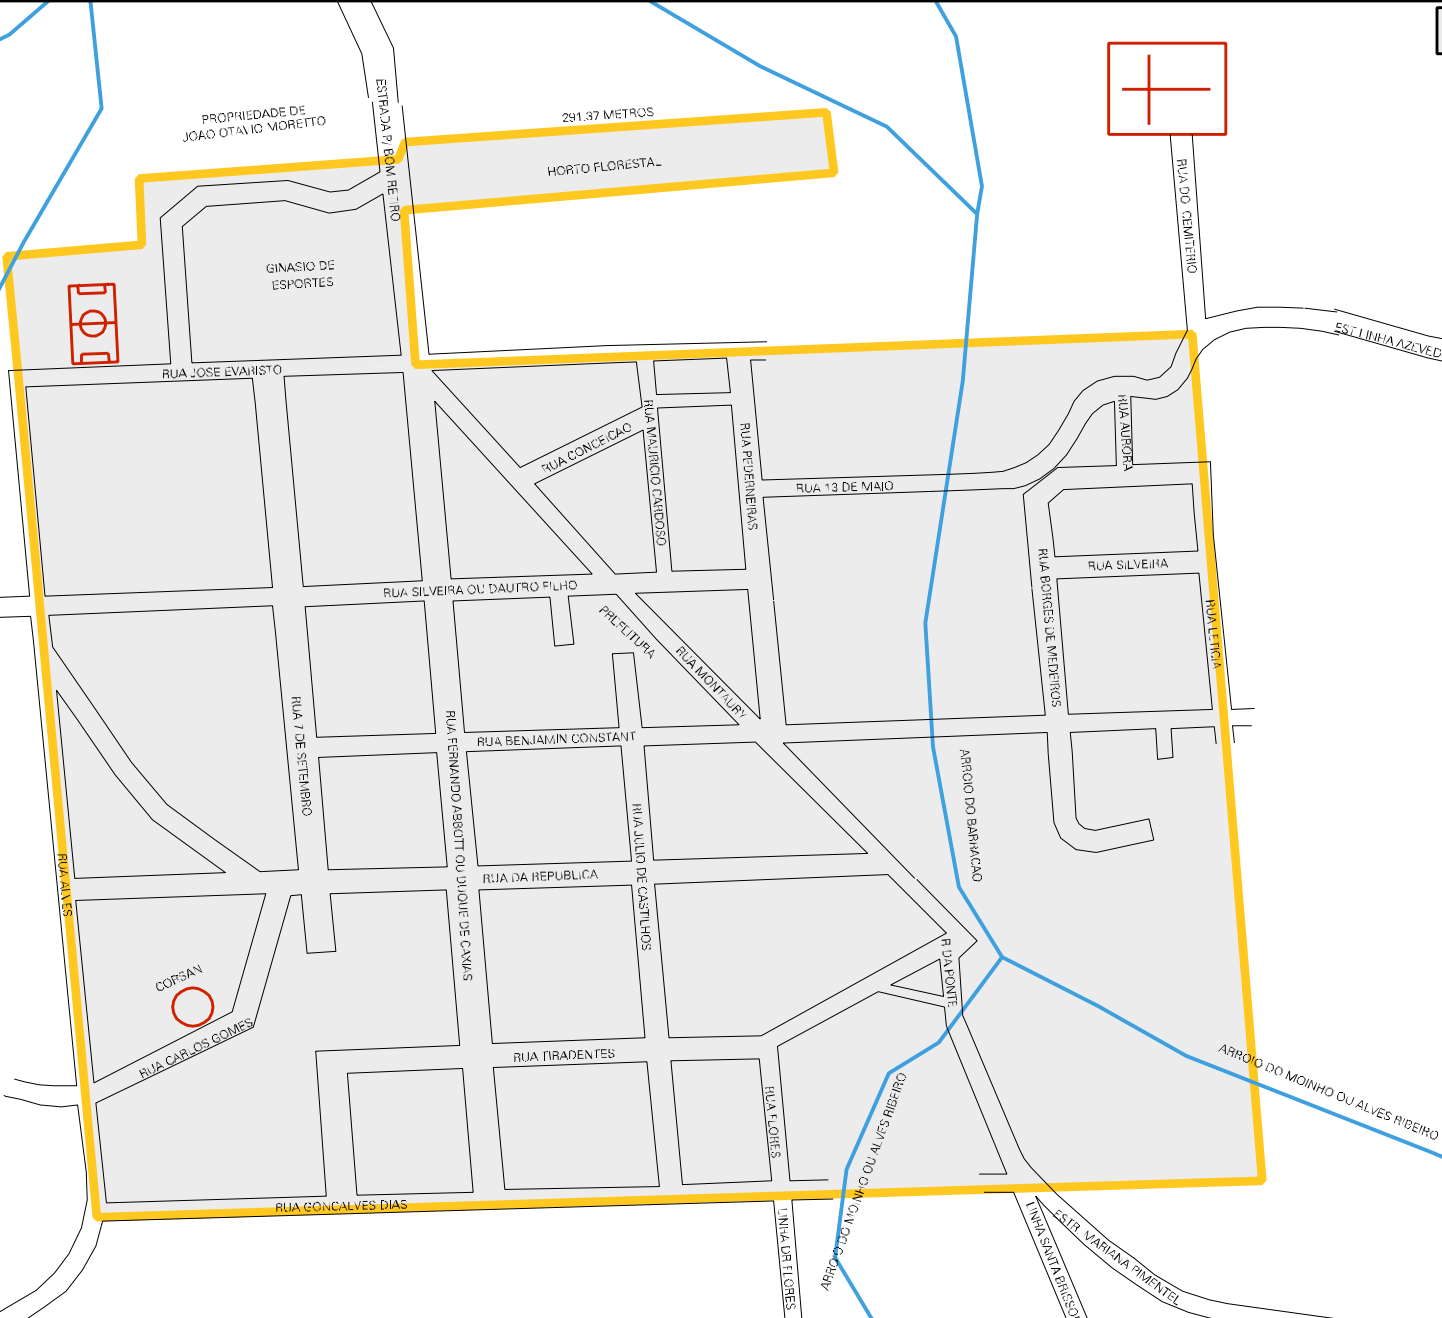 PROPRIEDADE DE
JOAO OTAVIO MORETTO
ESTRADA P/ BOM RETIRO
291.37 METROS
HORTO FLORESTAL
RUA DO CEMITERIO
GINASIO DE
ESPORTES
EST LINHA AZEVED
RUA JOSE EVARISTO
RUA CONCEICAO
RUA MAURICIO CARDOSO
RUA PEDERNEIRAS
RUA AURORA
RUA 13 DE MAIO
RUA SILVEIRA OU DAUTRO FILHO
RUA SILVEIRA
RUA BORGES DE MEDEIROS
RUA LETICIA
PREFEITURA
RUA MONTAURY
RUA 7 DE SETEMBRO
RUA FERNANDO ABBOTT OU DUQUE DE CAXIAS
RUA BENJAMIN CONSTANT
ARROIO DO BARRACAO
RUA JULIO DE CASTILHOS
RUA ALVES
RUA DA REPUBLICA
R DA PONTE
CORSAN
RUA CARLOS GOMES
RUA TIRADENTES
RUA FLORES
ARROIO DO MOINHO OU ALVES RIBEIRO
ARROIO DO MOINHO OU ALVES RIBEIRO
RUA GONCALVES DIAS
LINHA DR FLORES
LINHA SANTA BRISSO
ESTR. MARIANA PIMENTEL